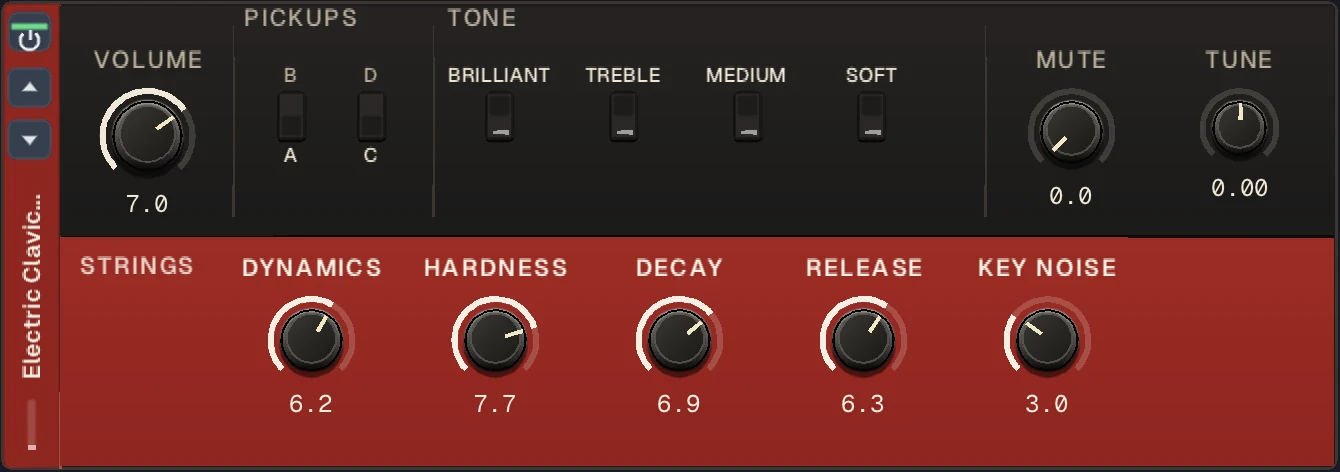 PICKUPS TONE
VOLUME MUTE TUNE
B D BRILLIANT TREBLE MEDIUM SOFT
A C
7.0 0.0 0.00
Electric Clavic...
STRINGS DYNAMICS HARDNESS DECAY RELEASE KEY NOISE
6.2 7.7 6.9 6.3 3.0